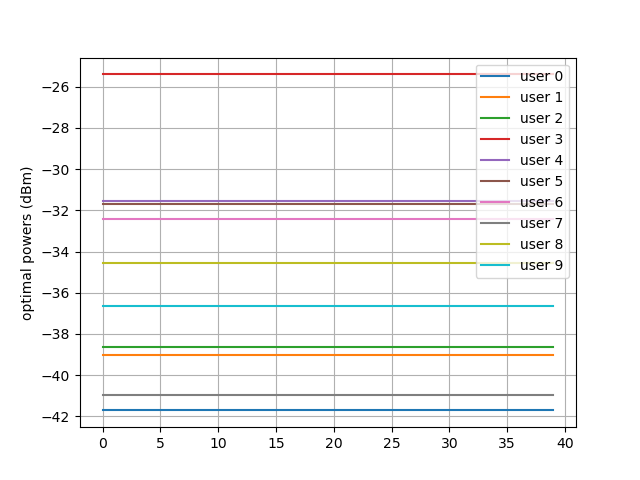 optimal powers (dBm)
−26
−28
−30
−32
−34
−36
−38
−40
−42
0 5 10 15 20 25 30 35 40
user 0
user 1
user 2
user 3
user 4
user 5
user 6
user 7
user 8
user 9